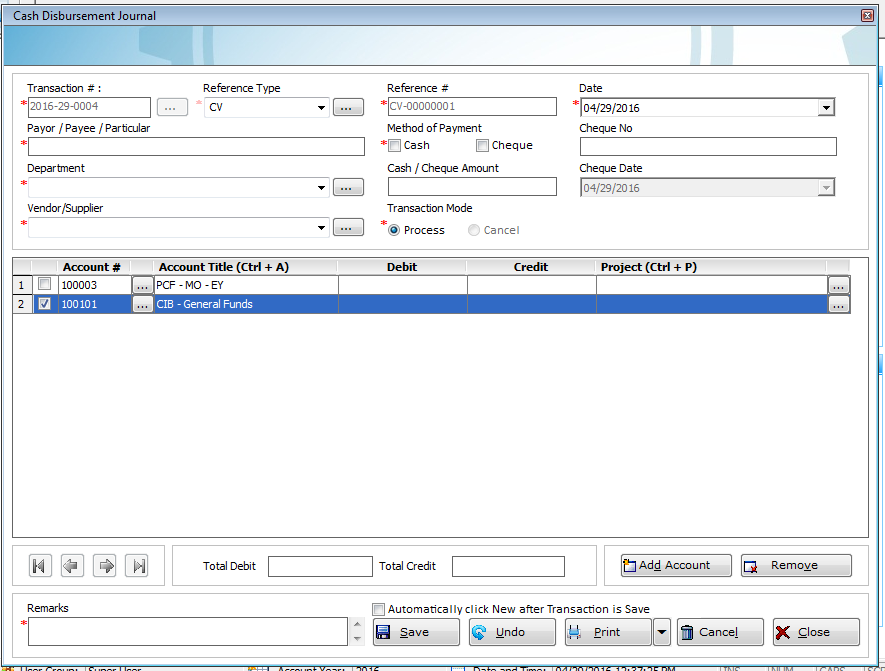 Cash Disbursement Journal
Transaction # : Reference Type Reference # Date
*2016-29-0004 ... * CV ... *CV-00000001 *04/29/2016
Payor / Payee / Particular Method of Payment Cheque No
* * Cash Cheque
Department Cash / Cheque Amount Cheque Date
* ... 04/29/2016
Vendor/Supplier Transaction Mode
* ... * Process Cancel
Account # Account Title (Ctrl + A) Debit Credit Project (Ctrl + P)
1 100003 ... PCF - MO - EY ...
2 100101 ... CIB - General Funds ...
Total Debit Total Credit Add Account Remove
Remarks Automatically click New after Transaction is Save
* Save Undo Print Cancel Close
User Group: Super User Account Year: 2016 Date and Time: 04/29/2016 12:37:25 PM INS NUM CAPS